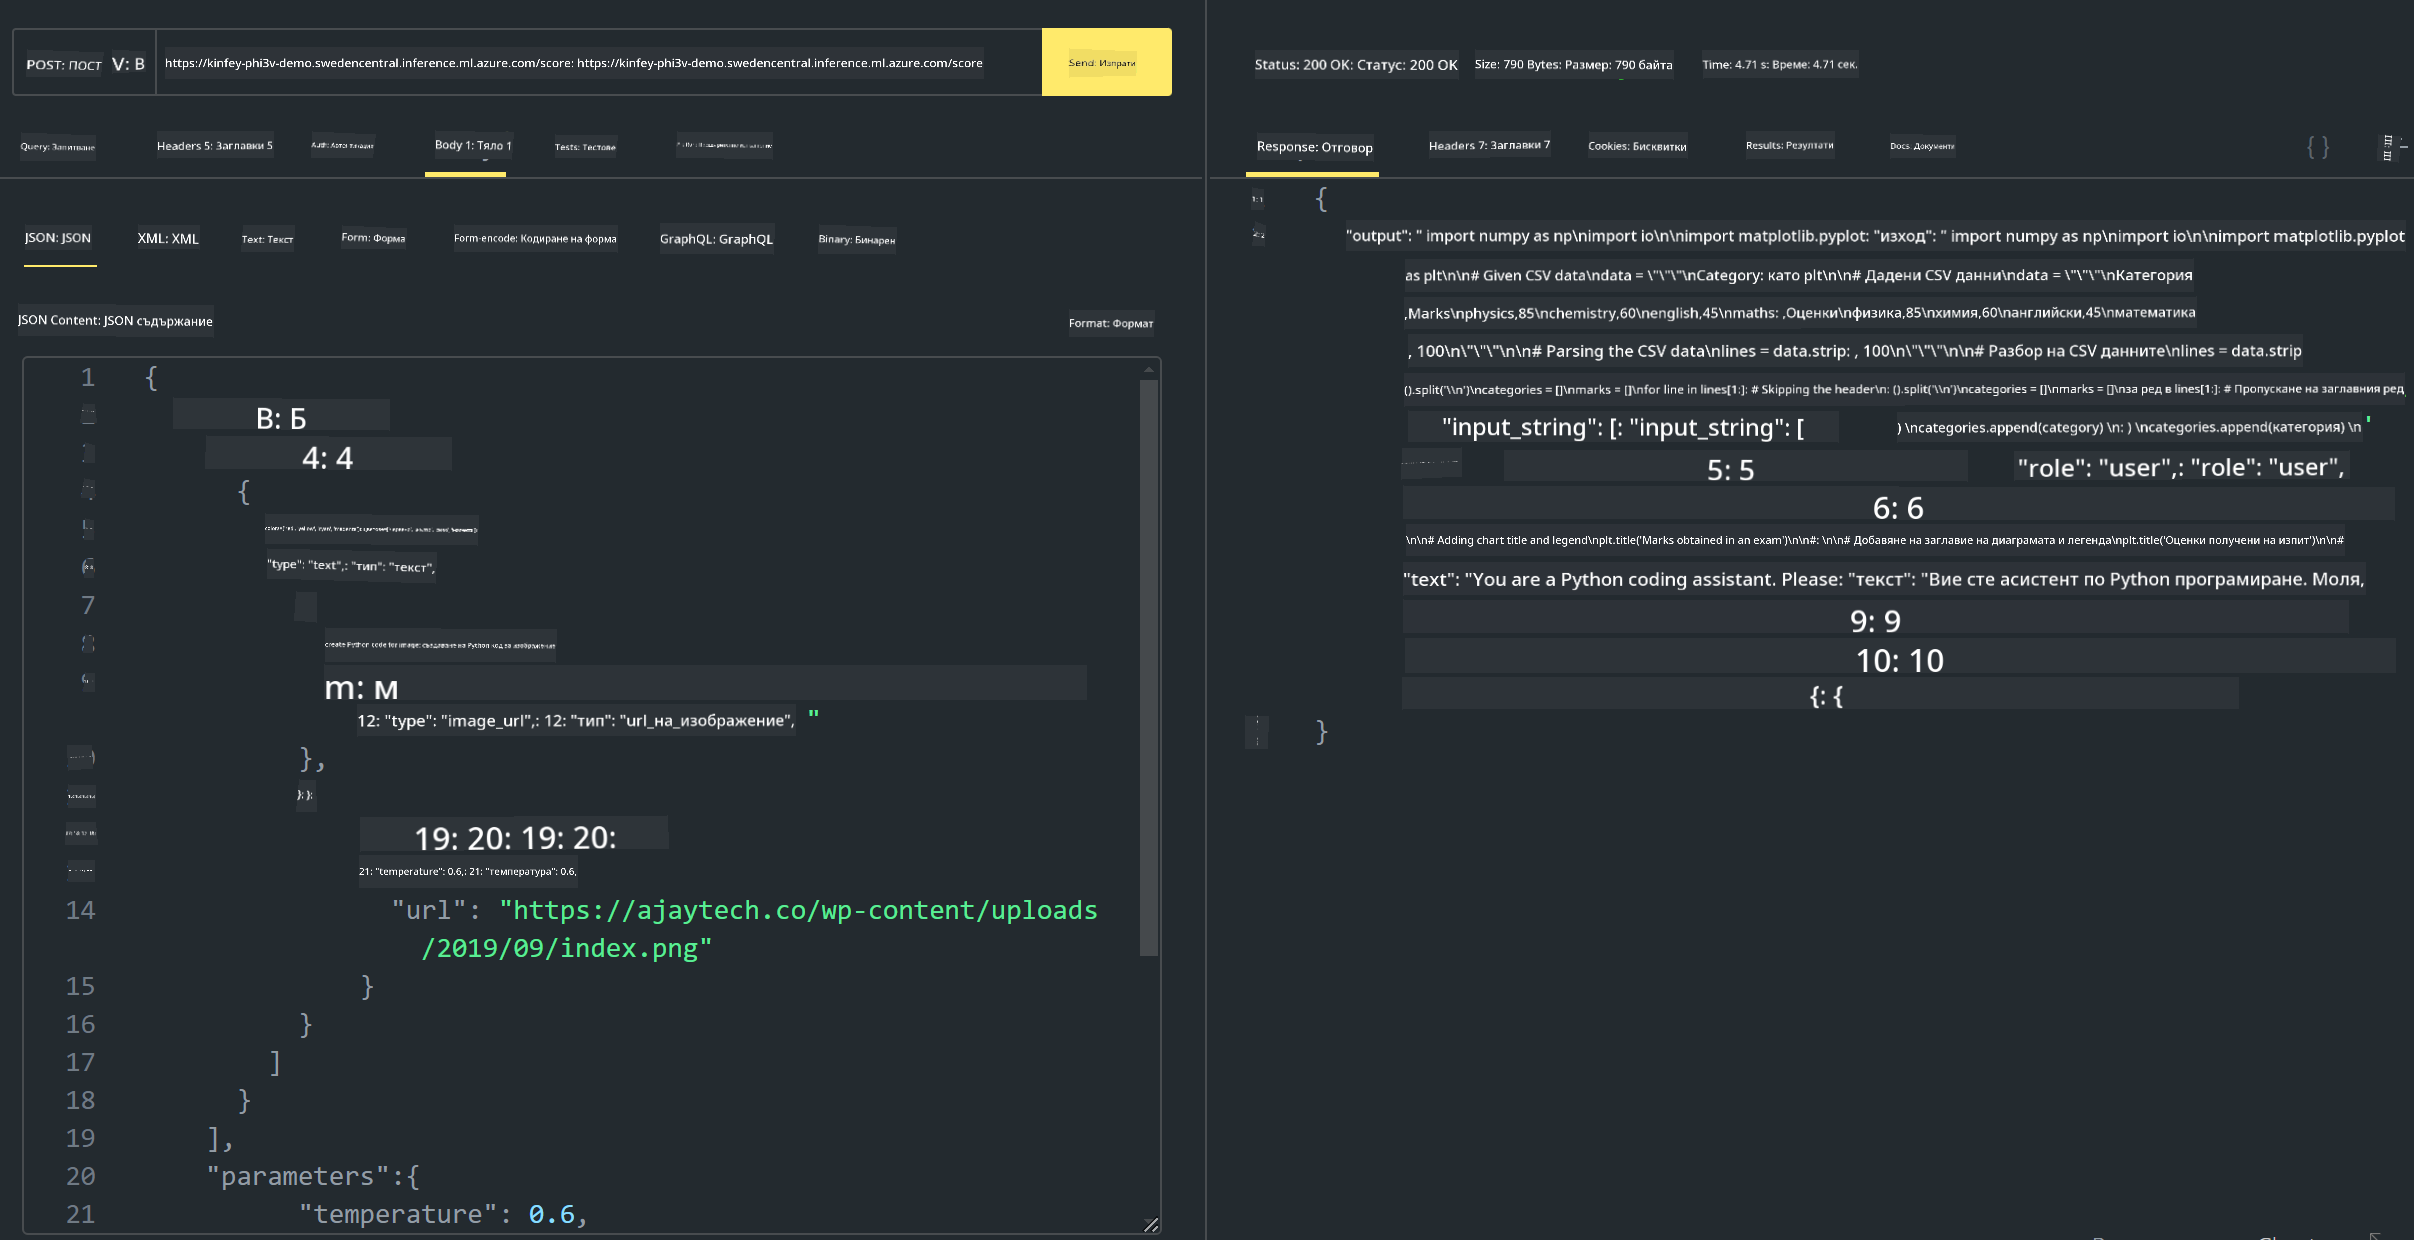 POST: ПОСТ V: В https://kinfey-phi3v-demo.swedencentral.inference.ml.azure.com/score: https://kinfey-phi3v-demo.swedencentral.inference.ml.azure.com/score Send: Изпрати
Query: Запитване Headers 5: Заглавки 5 Body 1: Тяло 1 Tests: Тестове
JSON: JSON XML: XML Text: Текст Form: Форма Form-encode: Кодиране на форма GraphQL: GraphQL Binary: Бинарен
JSON Content: JSON съдържание Format: Формат
1 {
B: Б
4: 4
{
"type": "text",: "тип": "текст",
7
create Python code for image: създаване на Python код за изображение
m: м
12: "type": "image_url",: 12: "тип": "url_на_изображение", "
},
}: }:
19: 20: 19: 20:
21: "temperature": 0.6,: 21: "температура": 0.6,
14 "url": "https://ajaytech.co/wp-content/uploads
/2019/09/index.png"
15 }
16 }
17 ]
18 }
19 ],
20 "parameters":{
21 "temperature": 0.6,
Status: 200 OK: Статус: 200 OK Size: 790 Bytes: Размер: 790 байта Time: 4.71 s: Време: 4.71 сек.
Response: Отговор Headers 7: Заглавки 7 Cookies: Бисквитки Results: Резултати Docs: Документи { }
1: 1 {
2: 2 "output": " import numpy as np\nimport io\n\nimport matplotlib.pyplot: "изход": " import numpy as np\nimport io\n\nimport matplotlib.pyplot
as plt\n\n# Given CSV data\ndata = \"\"\"\nCategory: като plt\n\n# Дадени CSV данни\ndata = \"\"\"\nКатегория
,Marks\nphysics,85\nchemistry,60\nenglish,45\nmaths: ,Оценки\nфизика,85\nхимия,60\nанглийски,45\nматематика
, 100\n\"\"\"\n\n# Parsing the CSV data\nlines = data.strip: , 100\n\"\"\"\n\n# Разбор на CSV данните\nlines = data.strip
().split('\\n')\ncategories = []\nmarks = []\nfor line in lines[1:]: # Skipping the header\n: ().split('\\n')\ncategories = []\nmarks = []\nза ред в lines[1:]: # Пропускане на заглавния ред
"input_string": [: "input_string": [ ) \ncategories.append(category) \n: ) \ncategories.append(категория) \n '
5: 5 "role": "user",: "role": "user",
6: 6
\n\n# Adding chart title and legend\nplt.title('Marks obtained in an exam')\n\n#: \n\n# Добавяне на заглавие на диаграмата и легенда\nplt.title('Оценки получени на изпит')\n\n#
"text": "You are a Python coding assistant. Please: "текст": "Вие сте асистент по Python програмиране. Моля,
9: 9
10: 10
{: {
}